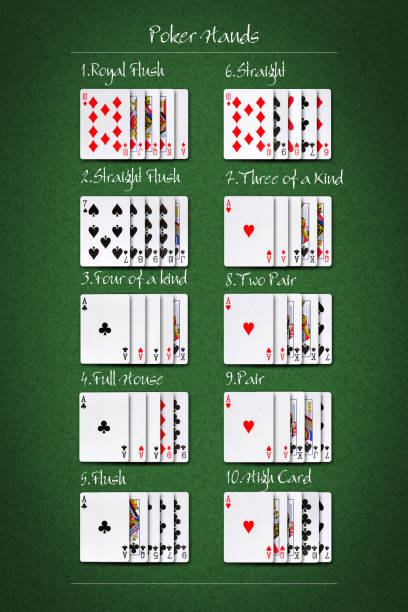 Poker Hands
1.Royal Flush
6.Straight
2.Straight Flush
7.Three of a Kind
3.Four of a kind
8.Two Pair
4.Full House
9.Pair
5.Flush
10.High Card